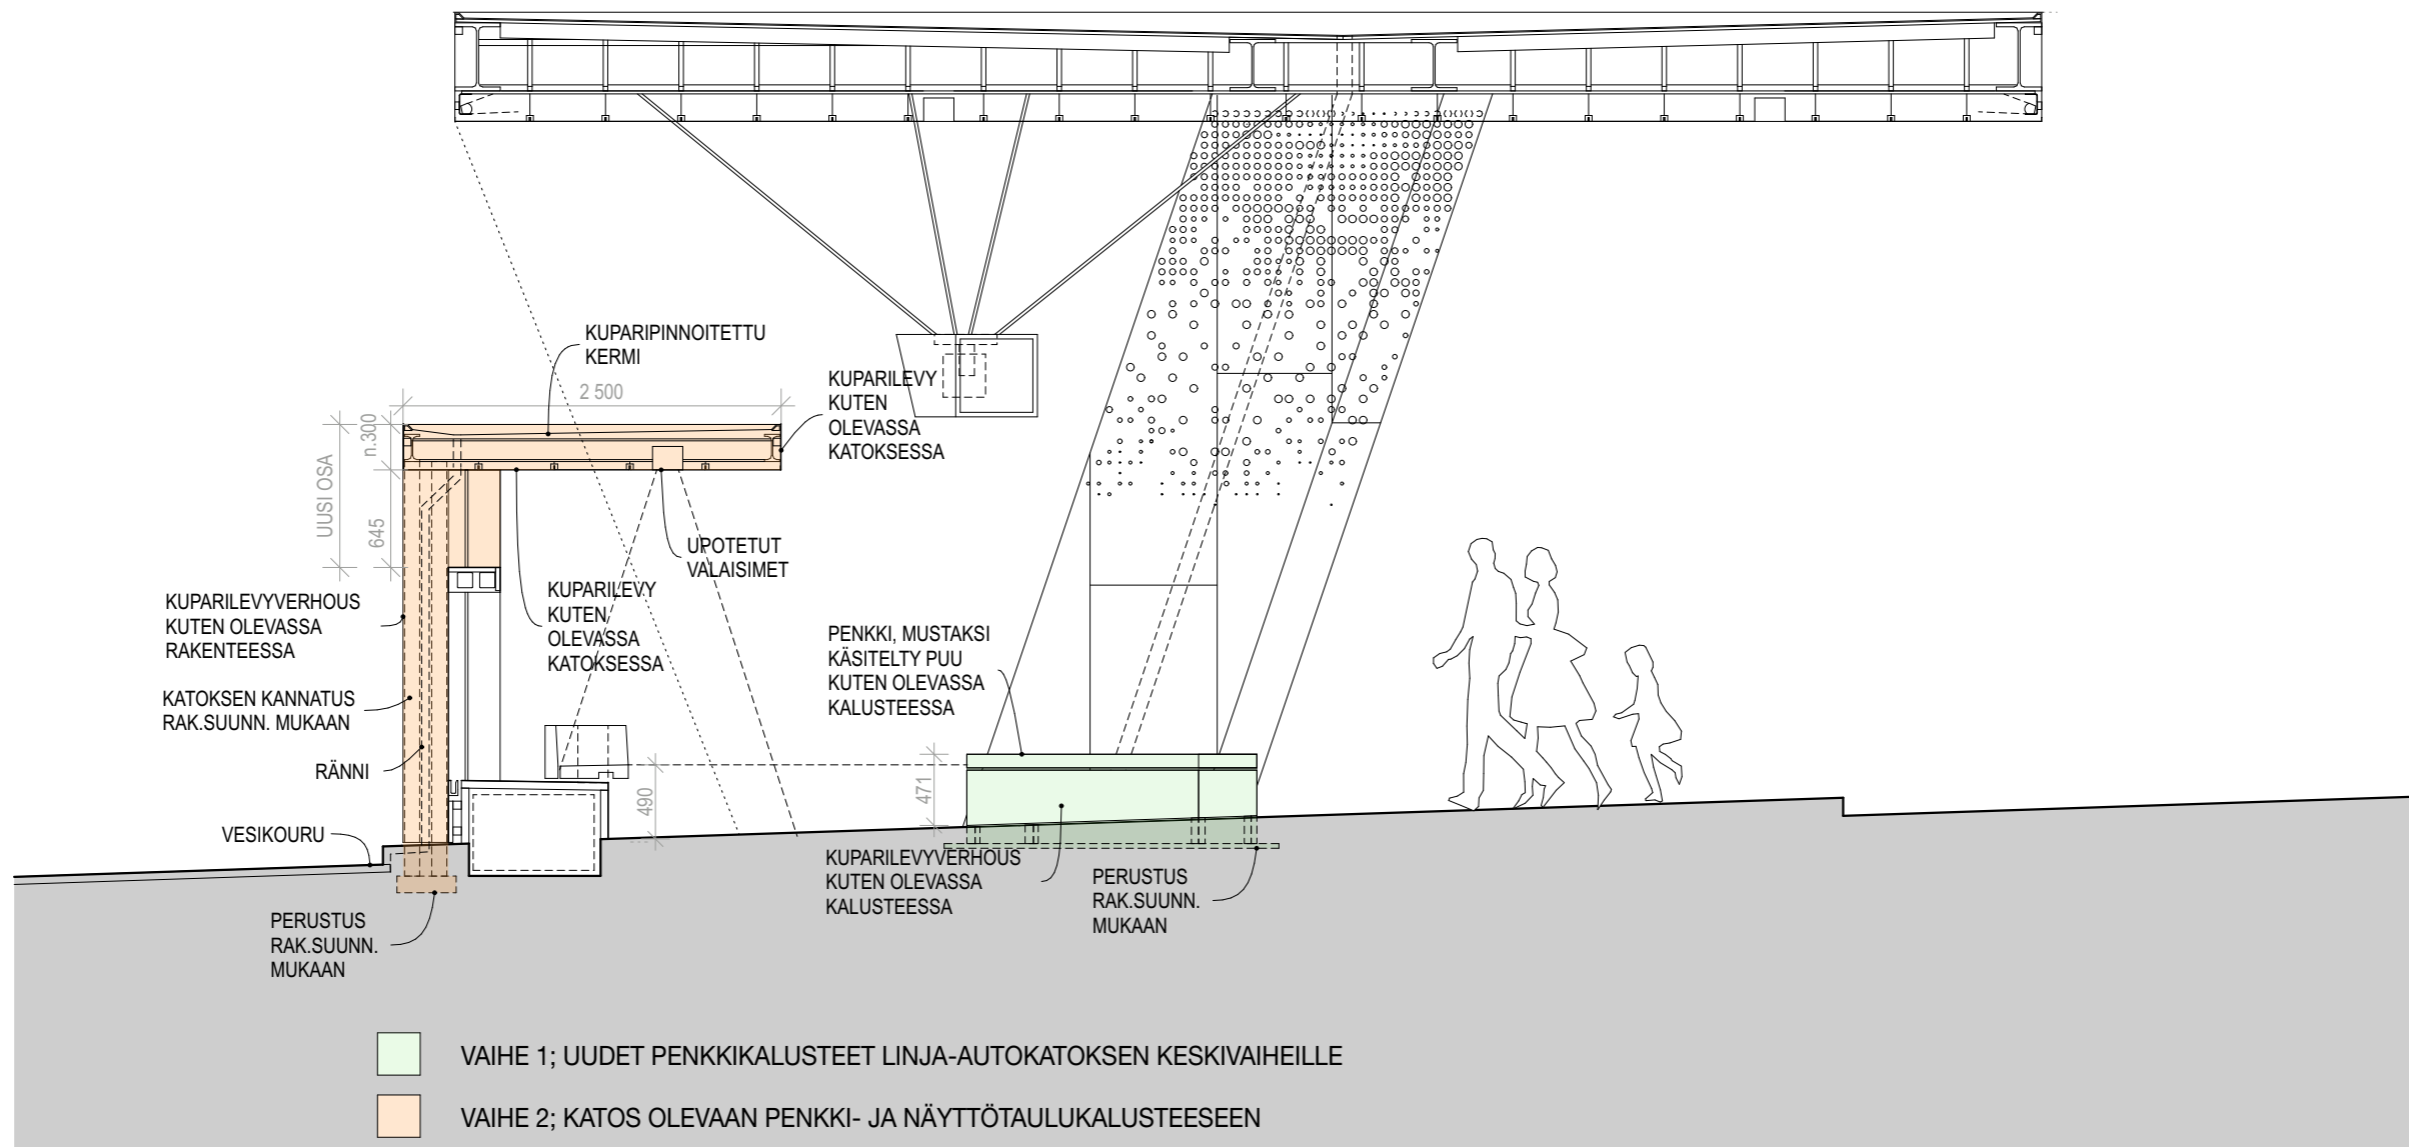 KUPARIPINNOITETTU
KERMI
2 500
KUPARILEVY
KUTEN
OLEVASSA
KATOKSESSA
n.300
UUSI OSA
645
UPOTETUT
VALAISIMET
KUPARILEVY
KUTEN
OLEVASSA
KATOKSESSA
KUPARILEVYVERHOUS
KUTEN OLEVASSA
RAKENTEESSA
PENKKI, MUSTAKSI
KÄSITELTY PUU
KUTEN OLEVASSA
KALUSTEESSA
KATOKSEN KANNATUS
RAK.SUUNN. MUKAAN
RÄNNI
490
471
VESIKOURU
KUPARILEVYVERHOUS
KUTEN OLEVASSA
KALUSTEESSA
PERUSTUS
RAK.SUUNN.
MUKAAN
PERUSTUS
RAK.SUUNN.
MUKAAN
VAIHE 1; UUDET PENKKIKALUSTEET LINJA-AUTOKATOKSEN KESKIVAIHEILLE
VAIHE 2; KATOS OLEVAAN PENKKI- JA NÄYTTÖTAULUKALUSTEESEEN